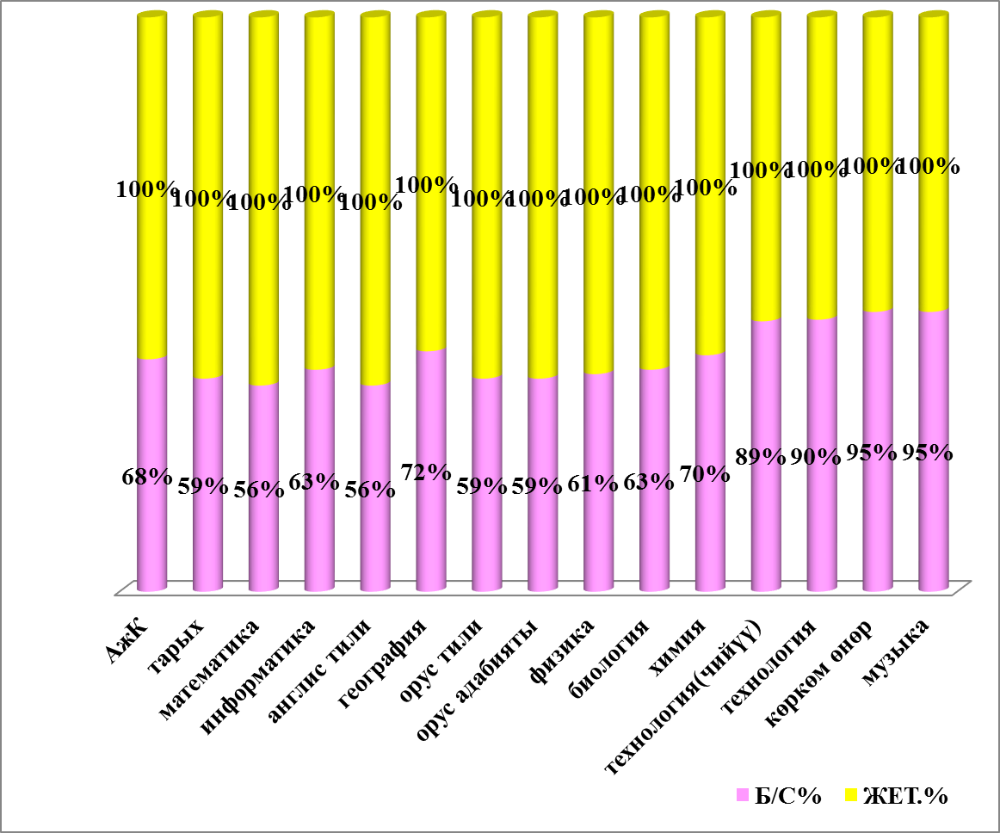 100% 100% 100% 100% 100% 100% 100% 100% 100% 100% 100% 100% 100% 100% 100%
68% 59% 56% 63% 56% 72% 59% 59% 61% 63% 70% 89% 90% 95% 95%
АжК
тарых
математика
информатика
англис тили
география
орус тили
орус адабияты
физика
биология
химия
технология(чийүү)
технология
көркөм өнөр
музыка
Б/С% ЖЕТ.%